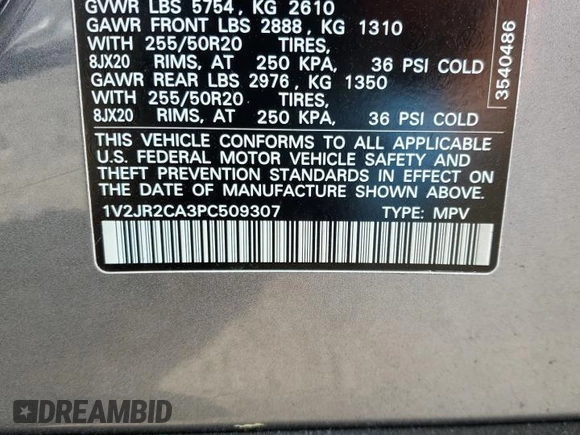 GVWR LBS 5754, KG 2610
GAWR FRONT LBS 2888, KG 1310
WITH 255/50R20 TIRES,
8JX20 RIMS, AT 250 KPA, 36 PSI COLD
GAWR REAR LBS 2976, KG 1350
WITH 255/50R20 TIRES,
8JX20 RIMS, AT 250 KPA, 36 PSI COLD
THIS VEHICLE CONFORMS TO ALL APPLICABLE
U.S. FEDERAL MOTOR VEHICLE SAFETY AND
THEFT PREVENTION STANDARDS IN EFFECT ON
THE DATE OF MANUFACTURE SHOWN ABOVE.
1V2JR2CA3PC509307 TYPE: MPV
3540486
DREAMBID